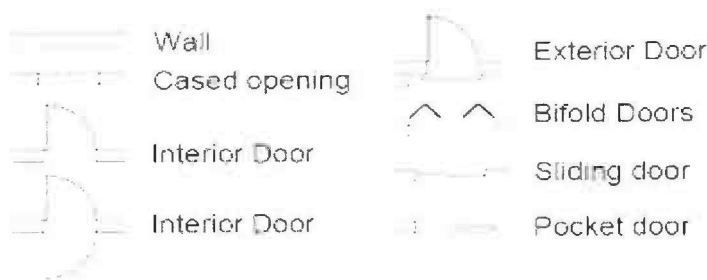 Wall
Cased opening
Interior Door
Interior Door
Exterior Door
Bifold Doors
Sliding door
Pocket door